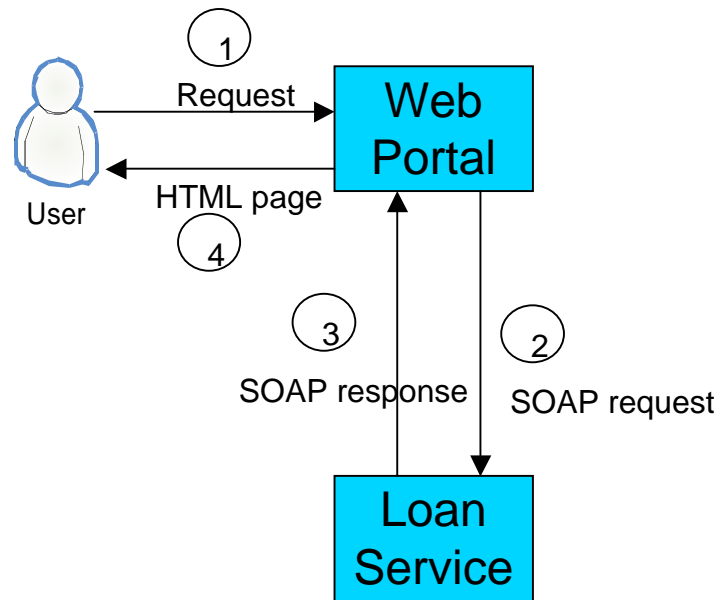 1
Request
Web
Portal
HTML page
User
4
3
2
SOAP response
SOAP request
Loan
Service